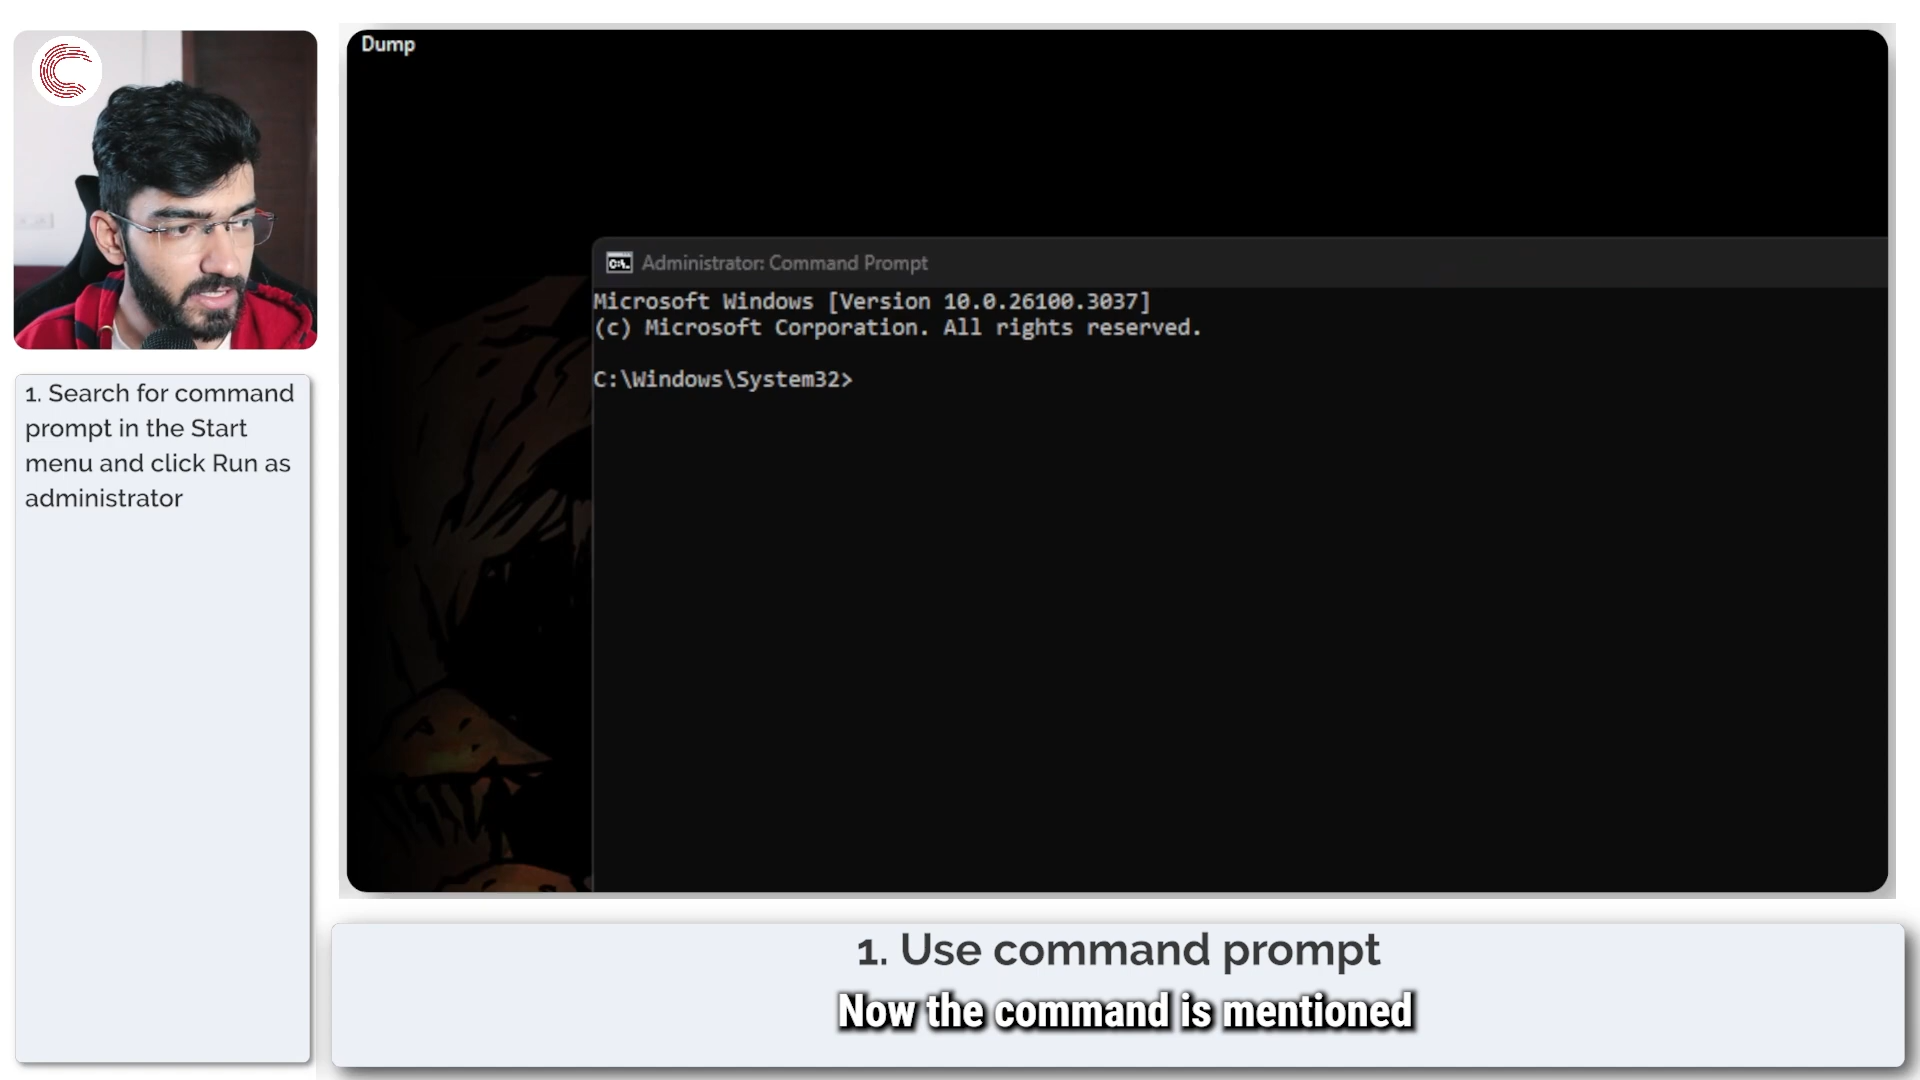 1. Search for command
prompt in the Start
menu and click Run as
administrator
Dump
Administrator: Command Prompt
Microsoft Windows [Version 10.0.26100.3037]
(c) Microsoft Corporation. All rights reserved.
C:\Windows\System32>
1. Use command prompt
Now the command is mentioned